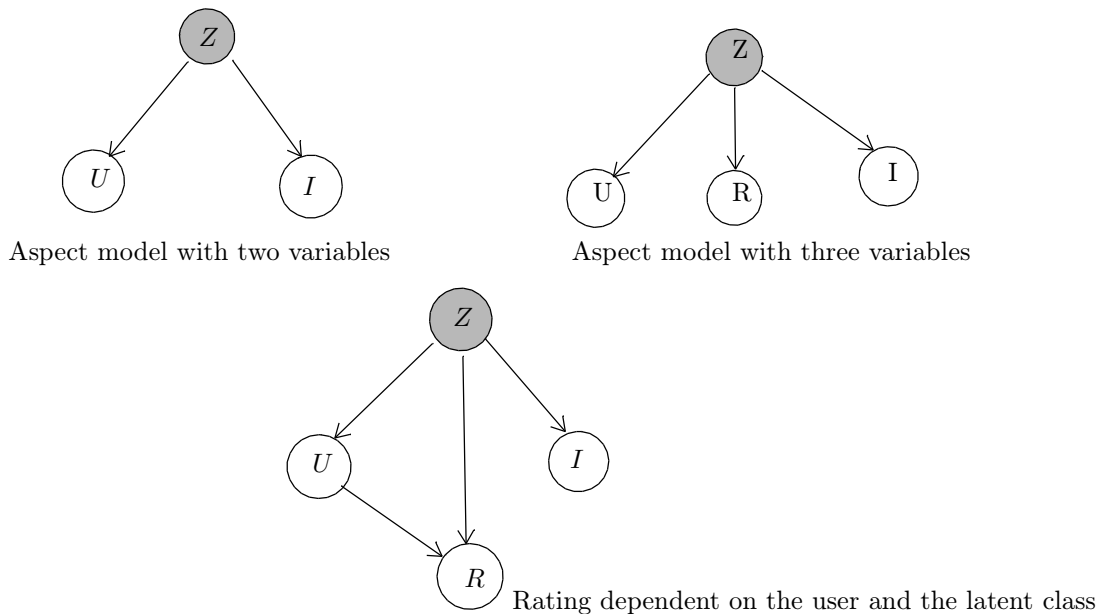 Z
U
I
Aspect model with two variables
Z
U
R
I
Aspect model with three variables
Z
U
I
R
Rating dependent on the user and the latent class